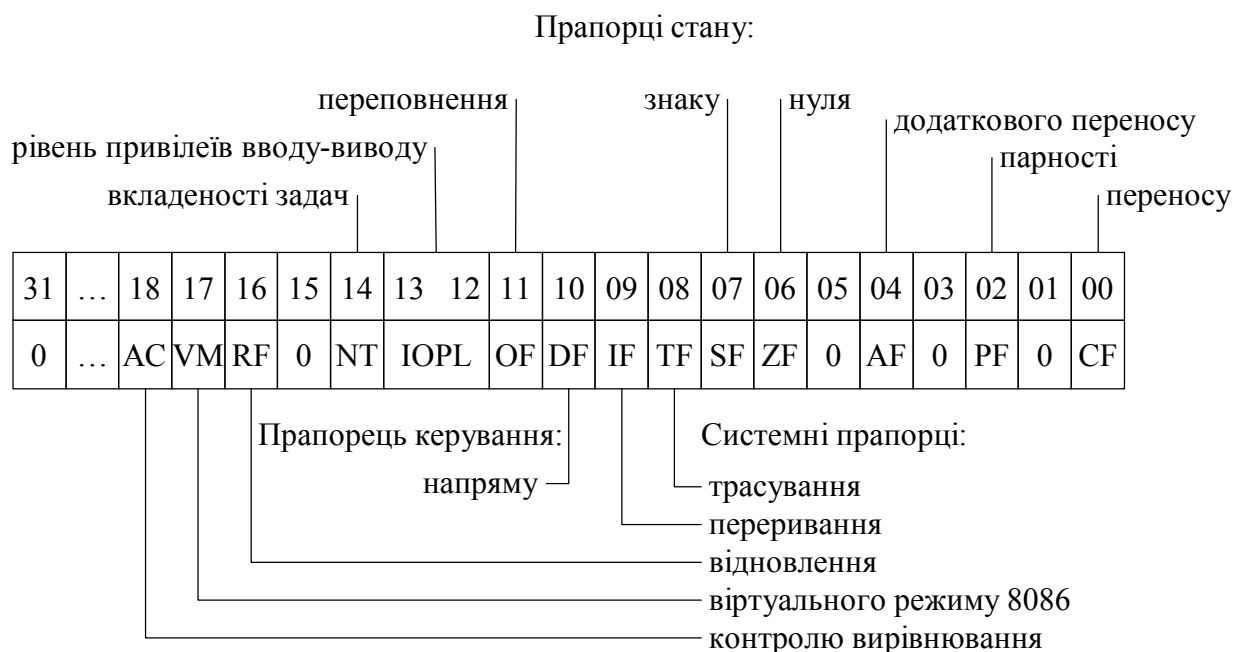 Прапорці стану:
переповнення знаку нуля
додаткового переносу
рівень привілеїв вводу-виводу парності
вкладеності задач переносу
31 … 18 17 16 15 14 13 12 11 10 09 08 07 06 05 04 03 02 01 00
0 … AC VM RF 0 NT IOPL OF DF IF TF SF ZF 0 AF 0 PF 0 CF
Прапорець керування: Системні прапорці:
напряму трасування
переривання
відновлення
віртуального режиму 8086
контролю вирівнювання